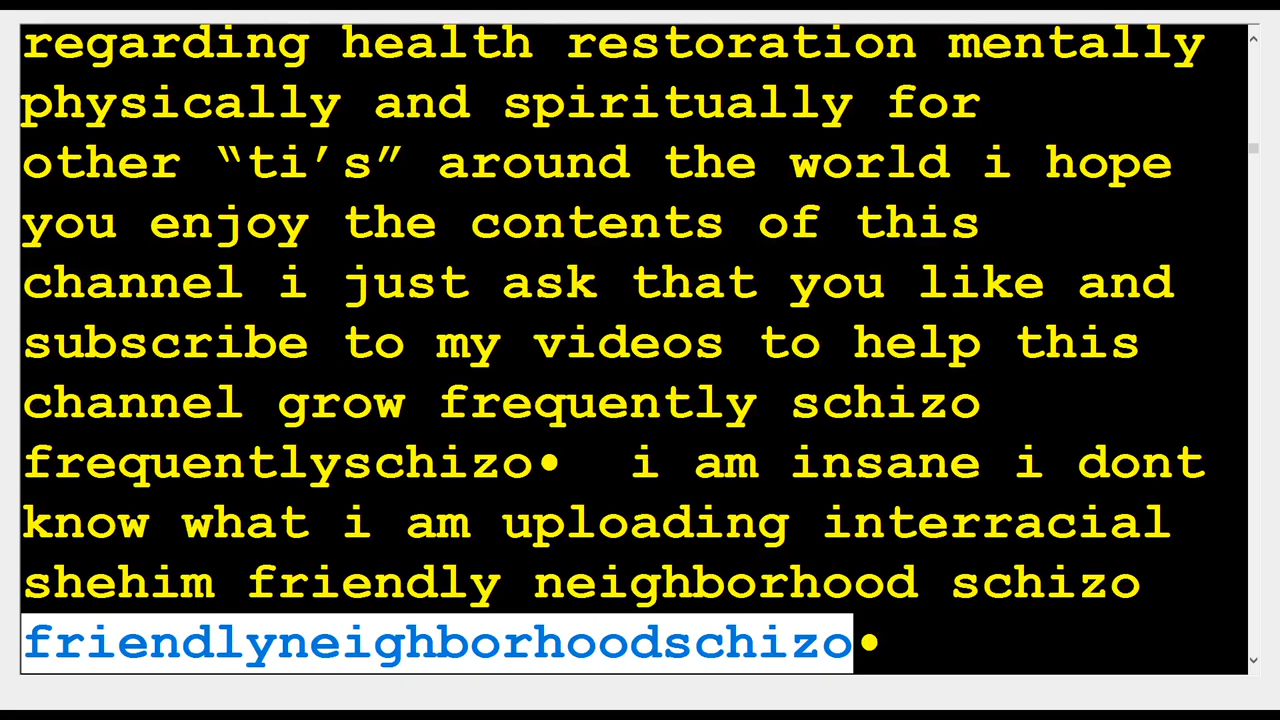 regarding health restoration mentally
physically and spiritually for
other “ti’s” around the world i hope
you enjoy the contents of this
channel i just ask that you like and
subscribe to my videos to help this
channel grow frequently schizo
frequentlyschizo•  i am insane i dont
know what i am uploading interracial
shehim friendly neighborhood schizo
friendlyneighborhoodschizo•